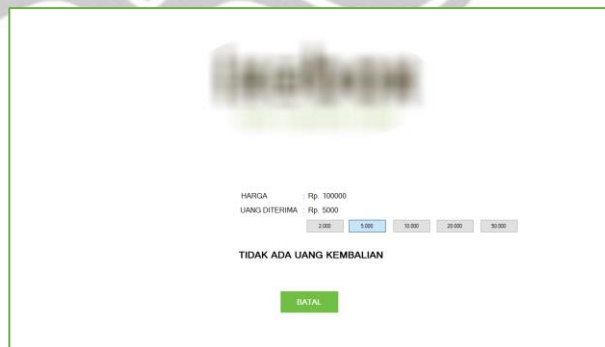 HARGA : Rp. 100000
UANG DITERIMA : Rp. 5000
2.000 5.000 10.000 20.000 50.000
TIDAK ADA UANG KEMBALIAN
BATAL